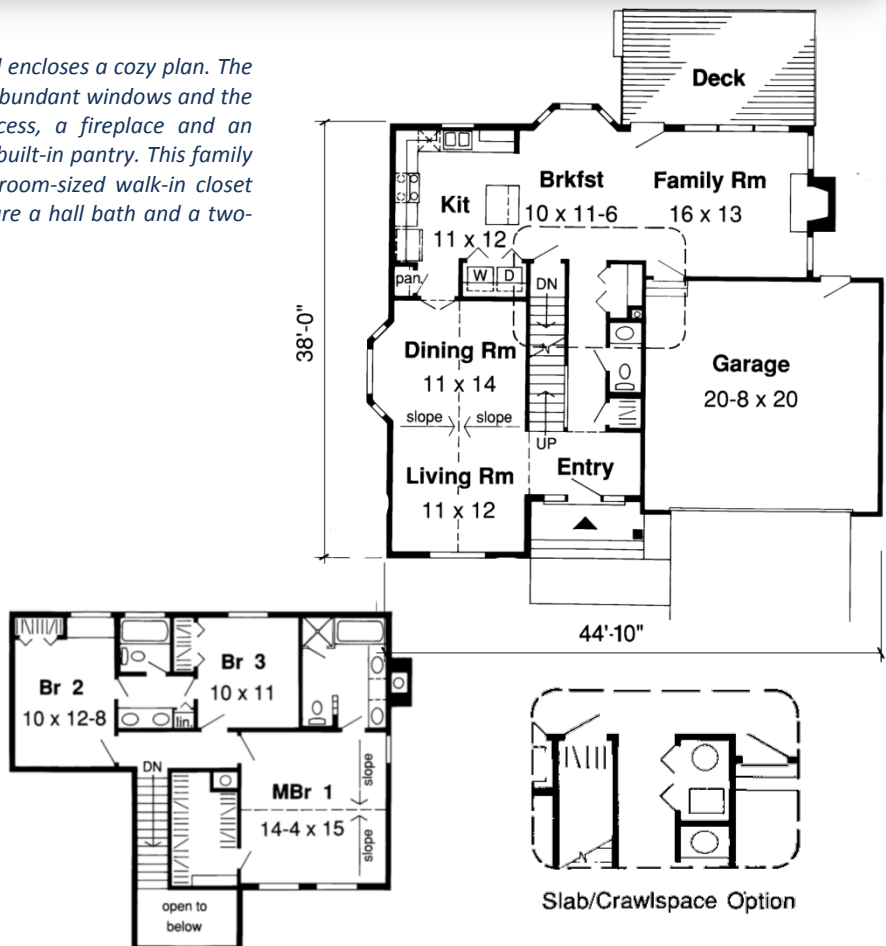 l encloses a cozy plan. The
bundant windows and the
cess, a fireplace and an
built-in pantry. This family
room-sized walk-in closet
are a hall bath and a two-
Deck
Brkfst
10 x 11-6
Family Rm
16 x 13
Kit
11 x 12
pan.
W D
DN
38'-0"
Dining Rm
11 x 14
slope slope
Garage
20-8 x 20
UP
Living Rm
11 x 12
Entry
44'-10"
Br 2
10 x 12-8
Br 3
10 x 11
lin.
DN
MBr 1
14-4 x 15
slope
slope
open to
below
Slab/Crawlspace Option